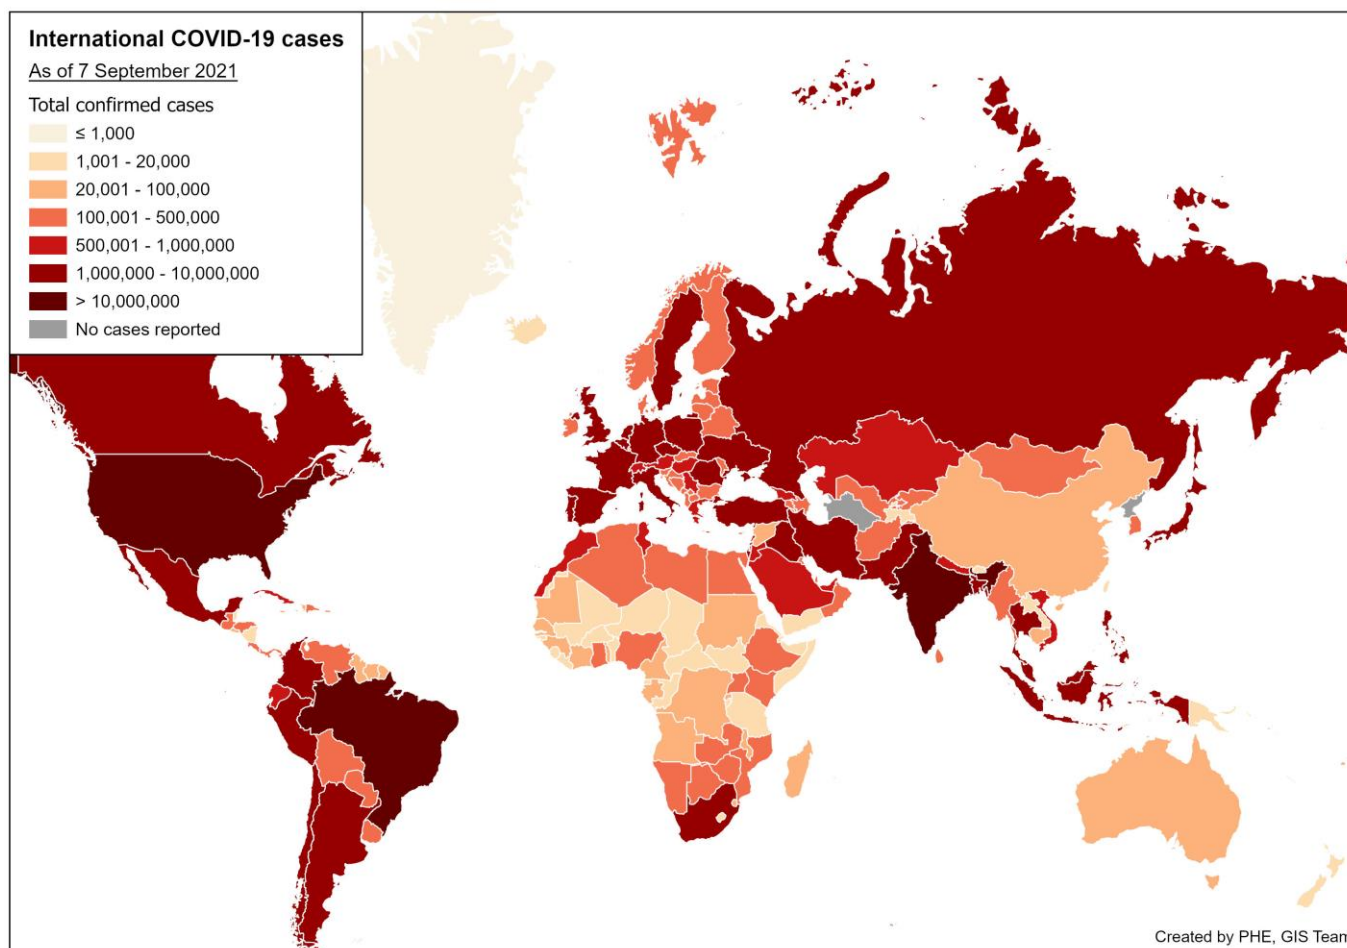 International COVID-19 cases
As of 7 September 2021
Total confirmed cases
≤ 1,000
1,001 - 20,000
20,001 - 100,000
100,001 - 500,000
500,001 - 1,000,000
1,000,000 - 10,000,000
> 10,000,000
No cases reported
Created by PHE, GIS Team